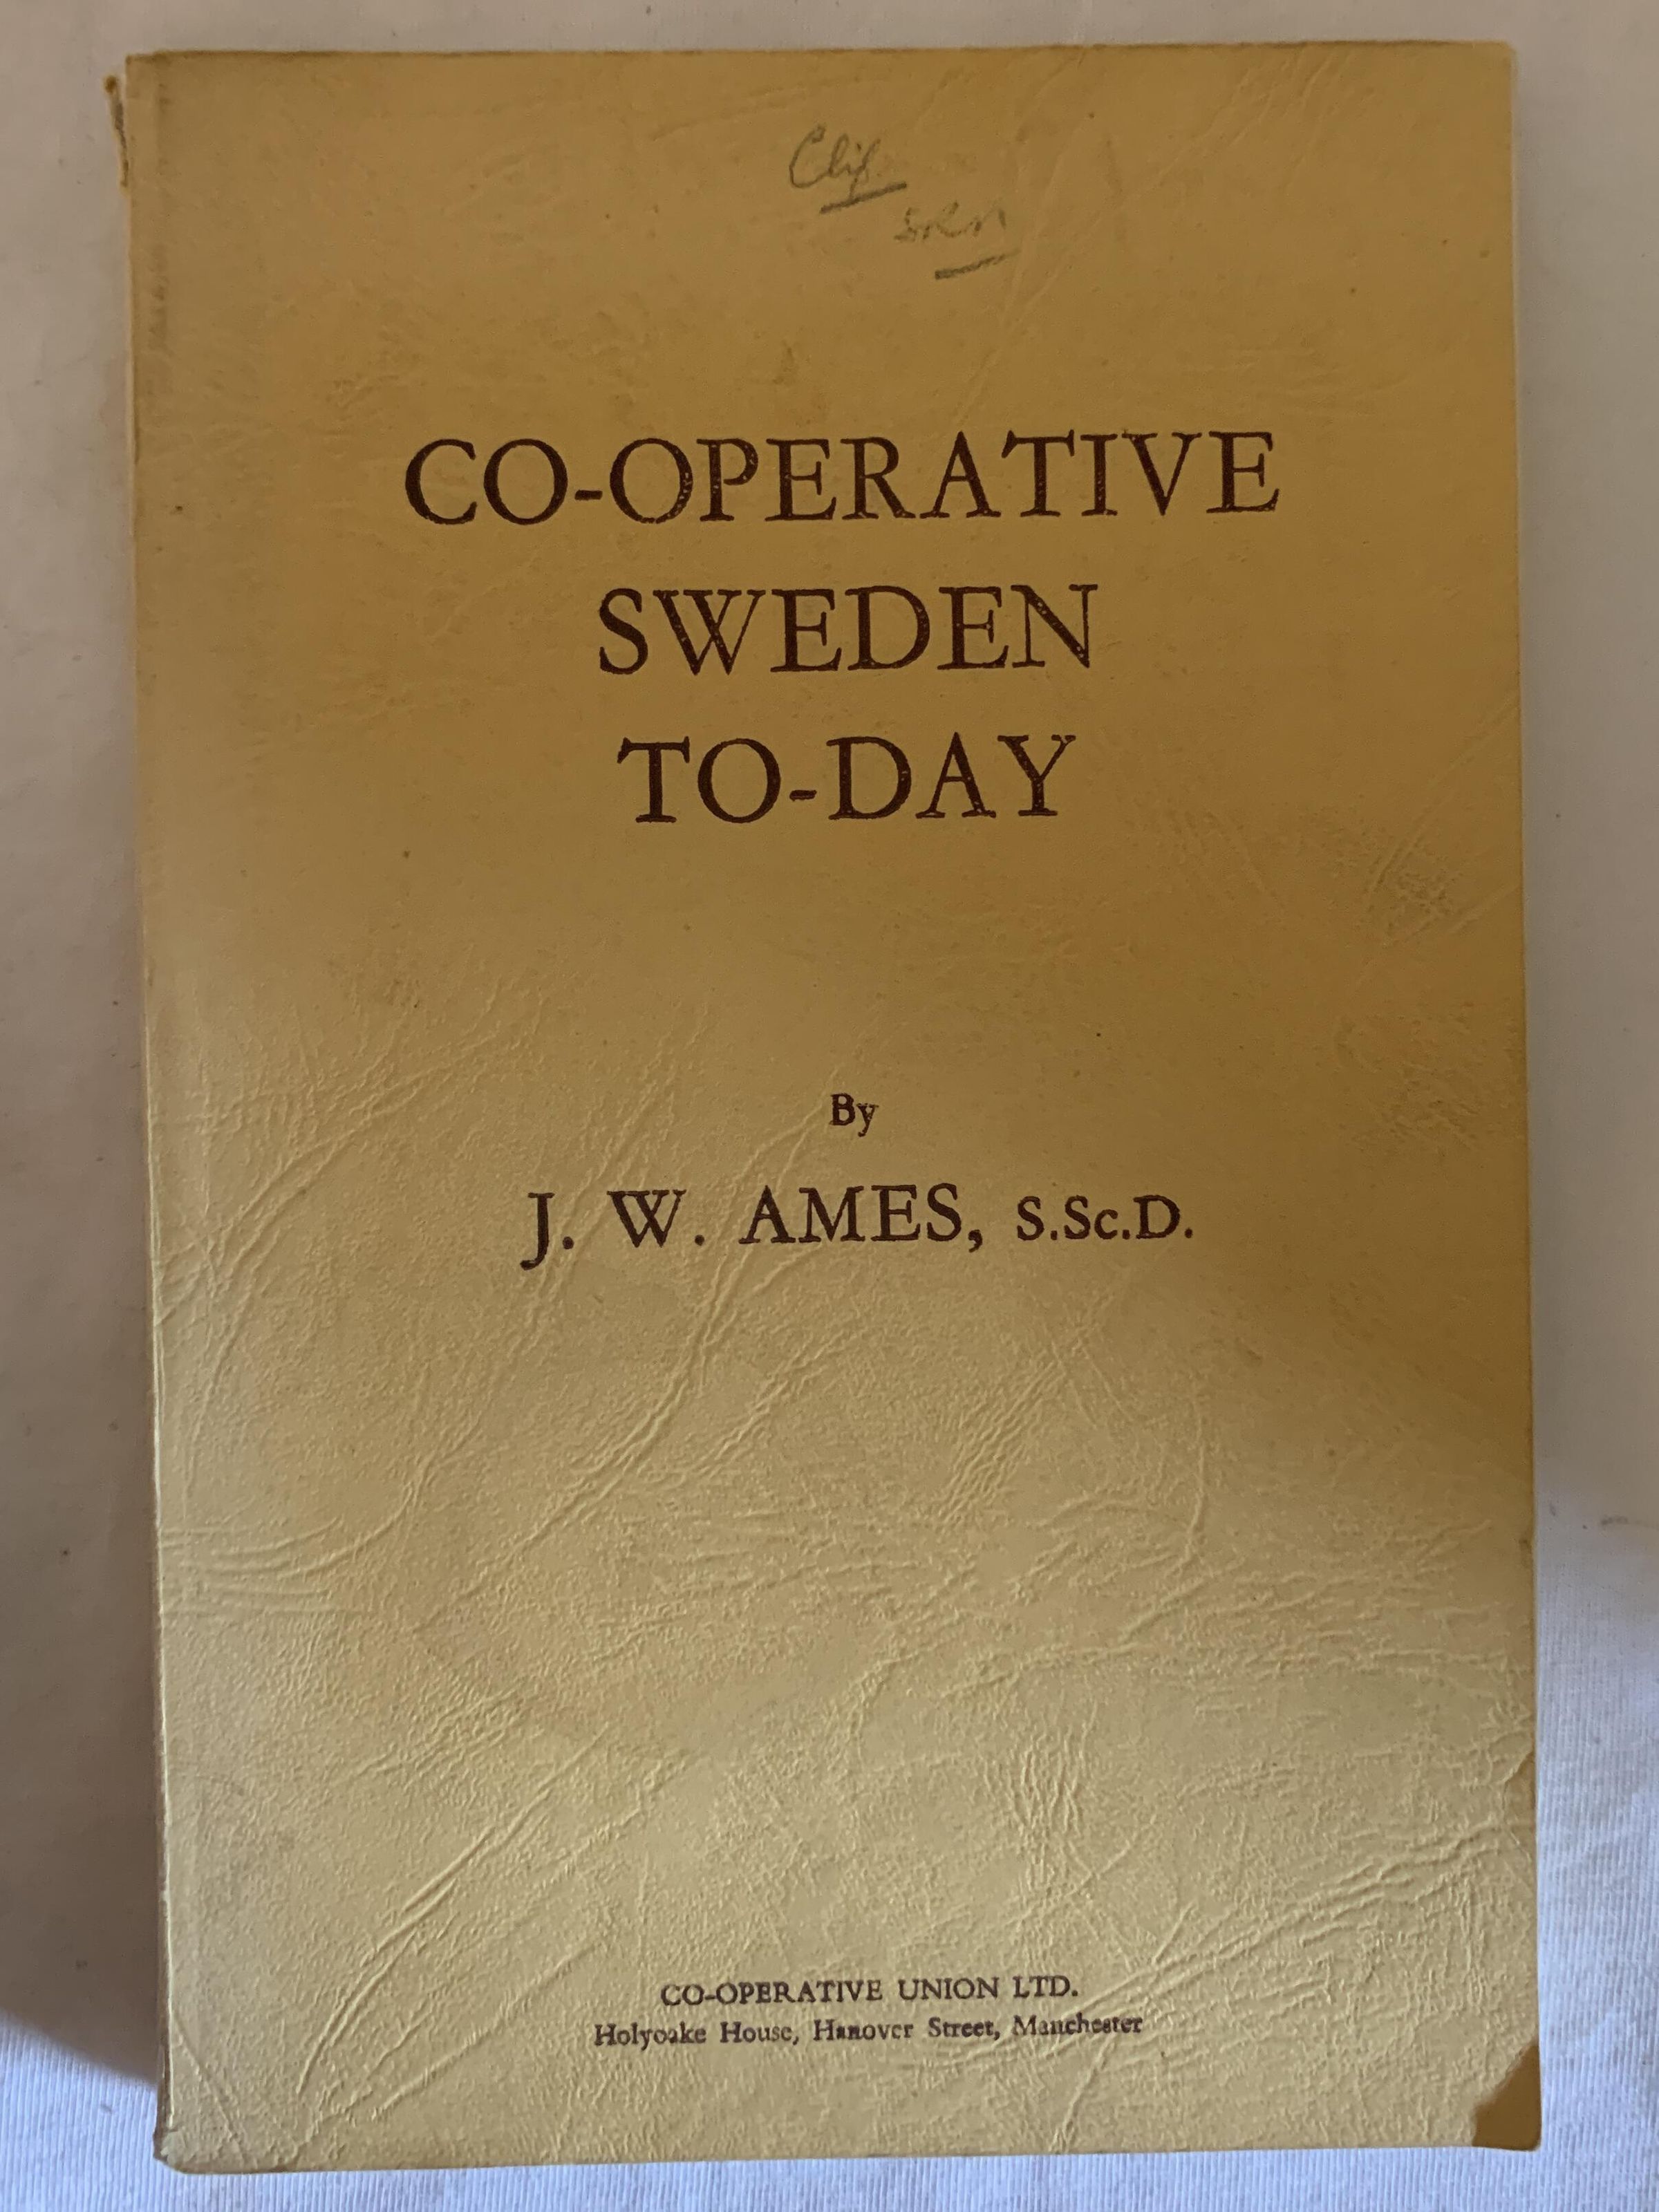 CO-OPERATIVE
SWEDEN
TO-DAY
By
J. W. AMES, S.Sc.D.
CO-OPERATIVE UNION LTD.
Holyoake House, Hanover Street, Manchester